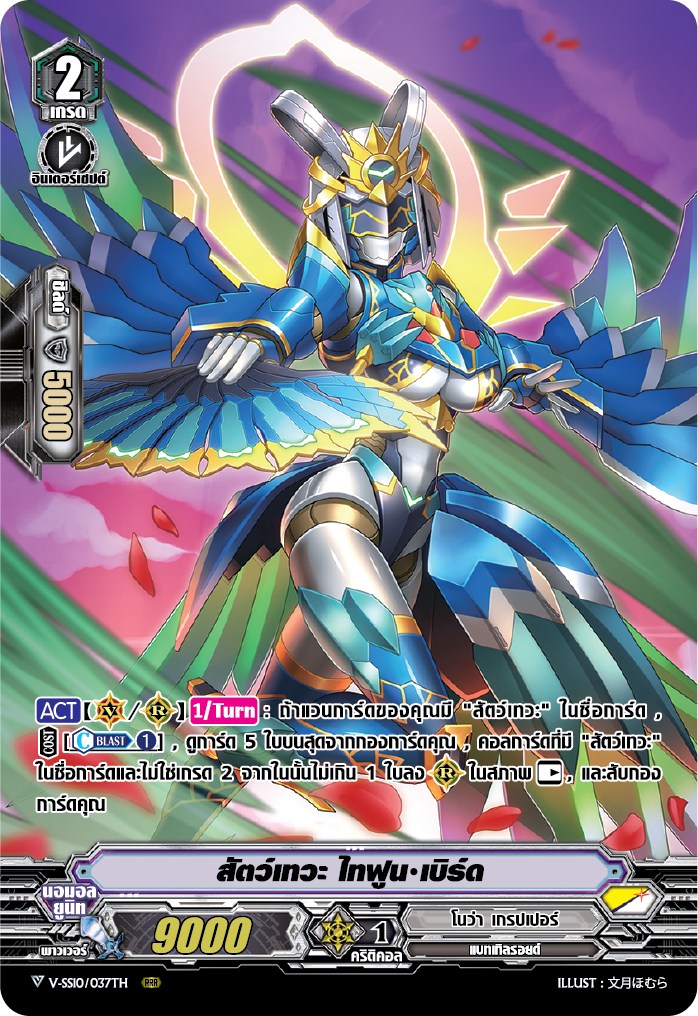 2
เกรด
อินเตอร์เซปต์
ชีลด์
5000
ACT [V/R] 1/Turn : ถ้าแวนการ์ดของคุณมี "สัตว์เทวะ" ในชื่อการ์ด ,
COST [C BLAST 1] , ดูการ์ด 5 ใบบนสุดจากกองการ์ดคุณ , คอลการ์ดที่มี "สัตว์เทวะ"
ในชื่อการ์ดและไม่ใช่เกรด 2 จากในนั้นไม่เกิน 1 ใบลง R ในสภาพ , และสับกอง
การ์ดคุณ
สัตว์เทวะ ไทฟูน•เบิร์ด
นอมอล
ยูนิท
พาวเวอร์
9000
1
คริติคอล
โนว่า เกรปเปอร์
แบทเทิลรอยด์
V-SS10/037TH RRR
ILLUST : 文月ほむら